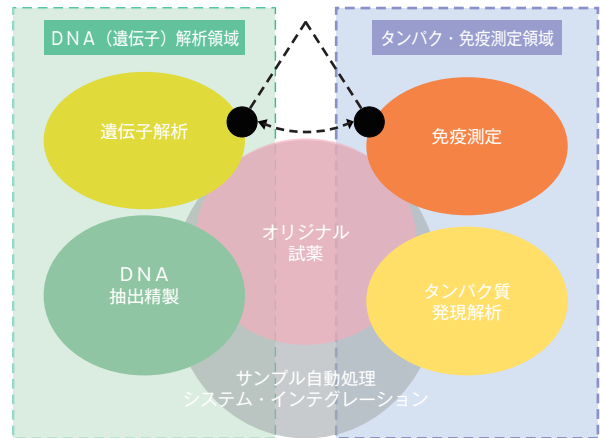 DNA（遺伝子）解析領域
タンパク・免疫測定領域
遺伝子解析
免疫測定
オリジナル
試薬
DNA
抽出精製
タンパク質
発現解析
サンプル自動処理
システム・インテグレーション